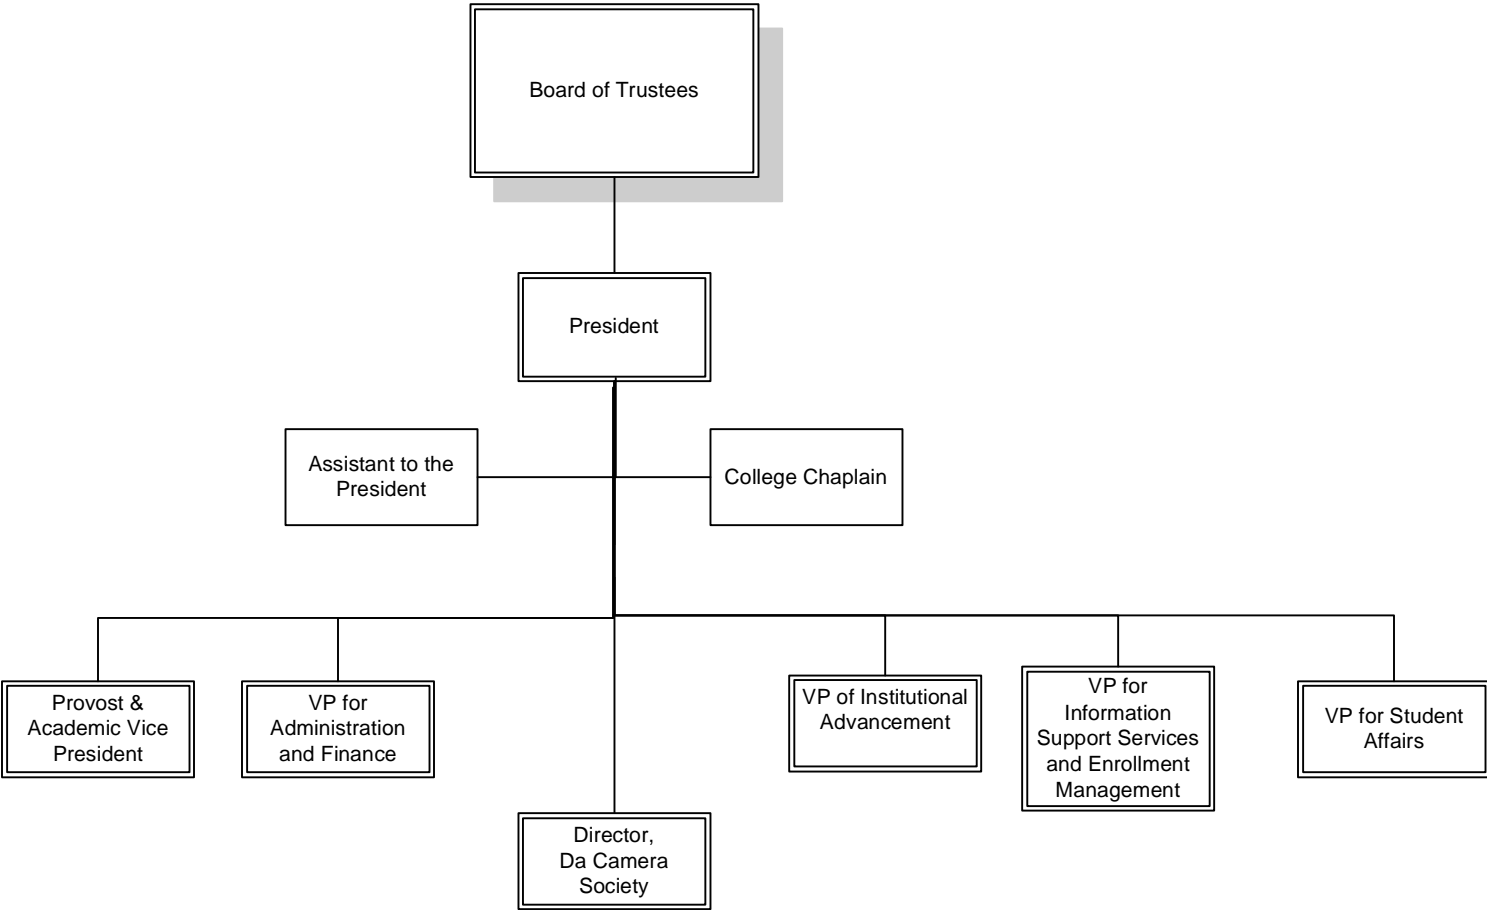 Board of Trustees
President
Assistant to the
President
College Chaplain
Provost &
Academic Vice
President
VP for
Administration
and Finance
VP of Institutional
Advancement
VP for
Information
Support Services
and Enrollment
Management
VP for Student
Affairs
Director,
Da Camera
Society